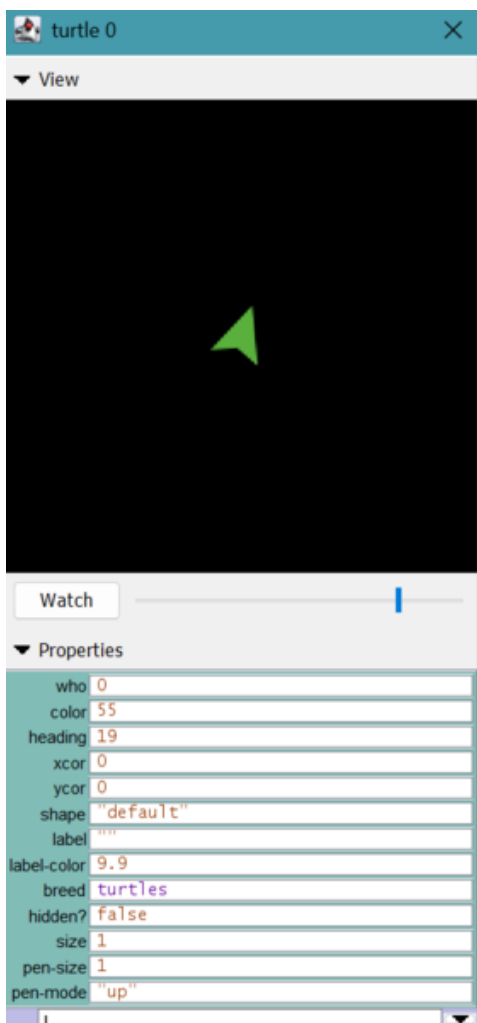 turtle 0
View
Watch
Properties
who 0
color 55
heading 19
xcor 0
ycor 0
shape "default"
label ""
label-color 9.9
breed turtles
hidden? false
size 1
pen-size 1
pen-mode "up"